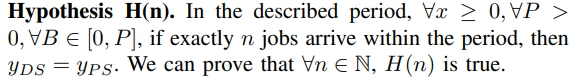 Hypothesis H(n). In the described period, ∀x ≥ 0, ∀P >
0, ∀B ∈ [0, P], if exactly n jobs arrive within the period, then
y_DS = y_PS. We can prove that ∀n ∈ ℕ, H(n) is true.